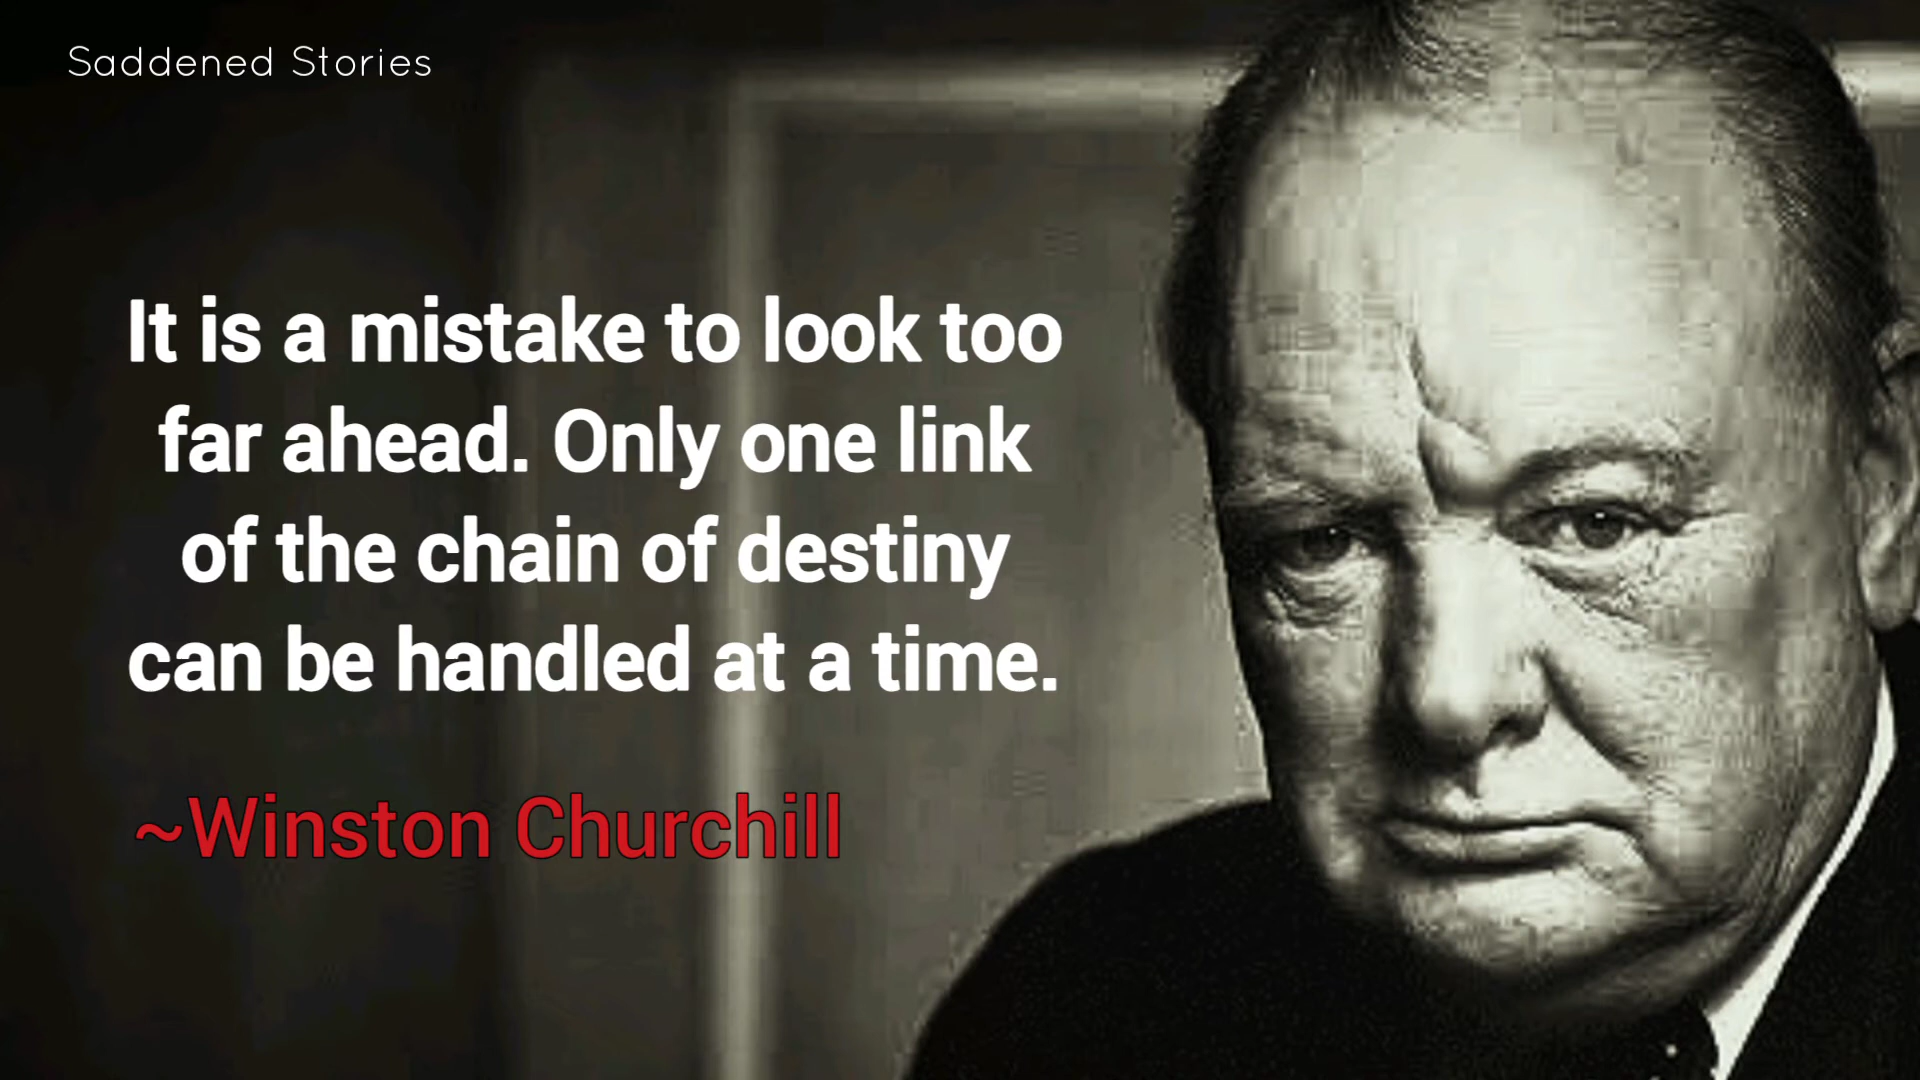 Saddened Stories
It is a mistake to look too
far ahead. Only one link
of the chain of destiny
can be handled at a time.
~Winston Churchill